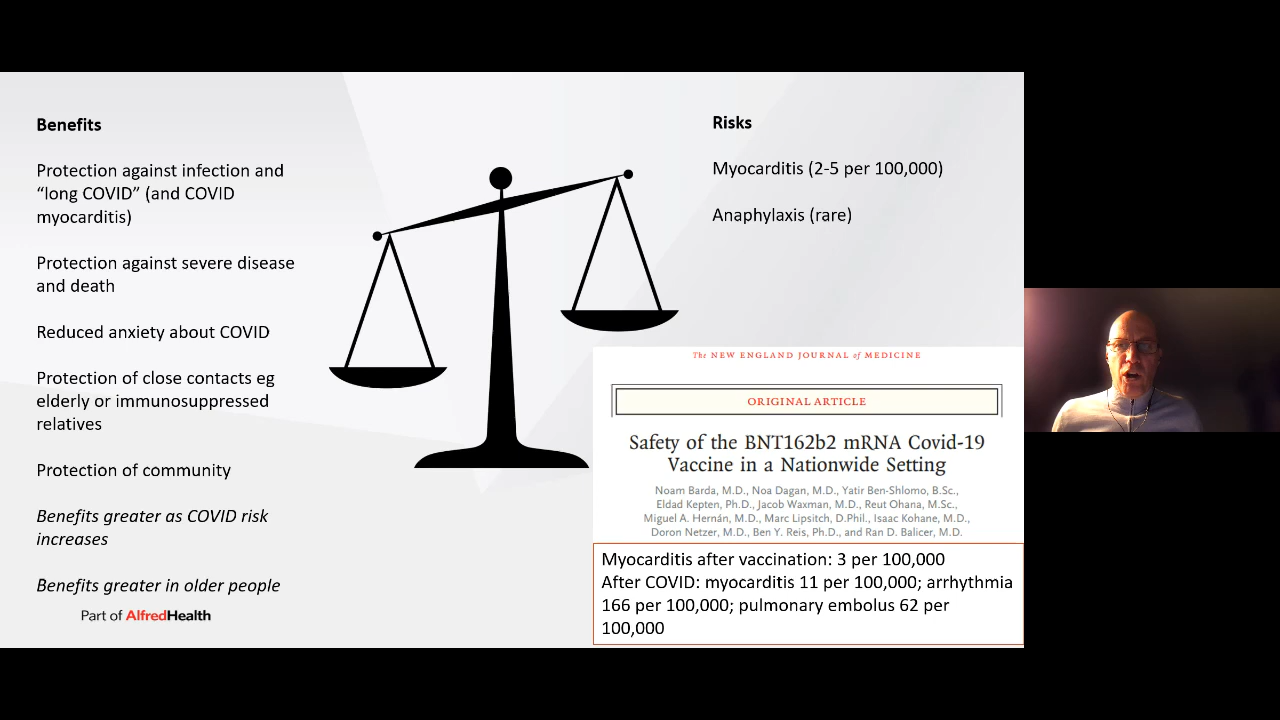 Benefits
Protection against infection and
“long COVID” (and COVID
myocarditis)
Protection against severe disease
and death
Reduced anxiety about COVID
Protection of close contacts eg
elderly or immunosuppressed
relatives
Protection of community
Benefits greater as COVID risk
increases
Benefits greater in older people
Part of AlfredHealth
Risks
Myocarditis (2-5 per 100,000)
Anaphylaxis (rare)
The NEW ENGLAND JOURNAL of MEDICINE
ORIGINAL ARTICLE
Safety of the BNT162b2 mRNA Covid-19
Vaccine in a Nationwide Setting
Noam Barda, M.D., Noa Dagan, M.D., Yatir Ben-Shlomo, B.Sc.,
Eldad Kepten, Ph.D., Jacob Waxman, M.D., Reut Ohana, M.Sc.,
Miguel A. Hernán, M.D., Marc Lipsitch, D.Phil., Isaac Kohane, M.D.,
Doron Netzer, M.D., Ben Y. Reis, Ph.D., and Ran D. Balicer, M.D.
Myocarditis after vaccination: 3 per 100,000
After COVID: myocarditis 11 per 100,000; arrhythmia
166 per 100,000; pulmonary embolus 62 per
100,000